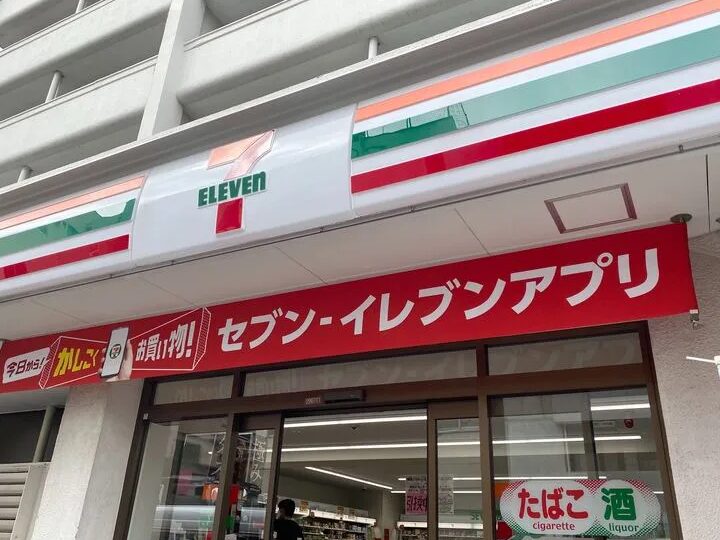 7
ELEVEn
今日から!
かしこく
お買い物!
セブン-イレブンアプリ
たばこ
cigarette
酒
liquor